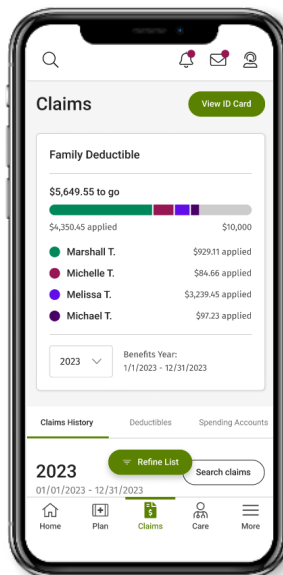 Claims
View ID Card
Family Deductible
$5,649.55 to go
$4,350.45 applied $10,000
Marshall T. $929.11 applied
Michelle T. $84.66 applied
Melissa T. $3,239.45 applied
Michael T. $97.23 applied
2023
Benefits Year:
1/1/2023 - 12/31/2023
Claims History Deductibles Spending Accounts
2023
Refine List
Search claims
01/01/2023 - 12/31/2023
Home Plan Claims Care More